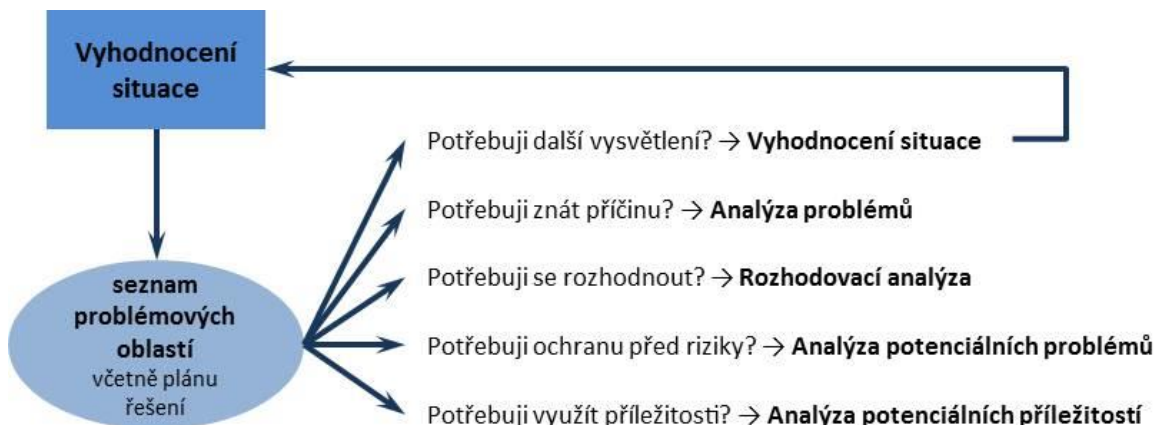 Vyhodnocení
situace
Potřebuji další vysvětlení? → Vyhodnocení situace
Potřebuji znát příčinu? → Analýza problémů
Potřebuji se rozhodnout? → Rozhodovací analýza
Potřebuji ochranu před riziky? → Analýza potenciálních problémů
Potřebuji využít příležitosti? → Analýza potenciálních příležitostí
seznam
problémových
oblastí
včetně plánu
řešení